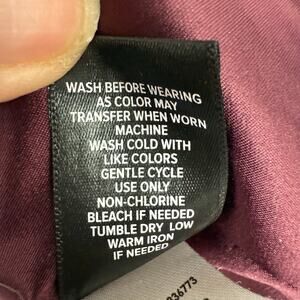 WASH BEFORE WEARING
AS COLOR MAY
TRANSFER WHEN WORN
MACHINE
WASH COLD WITH
LIKE COLORS
GENTLE CYCLE
USE ONLY
NON-CHLORINE
BLEACH IF NEEDED
TUMBLE DRY LOW
WARM IRON
IF NEEDED